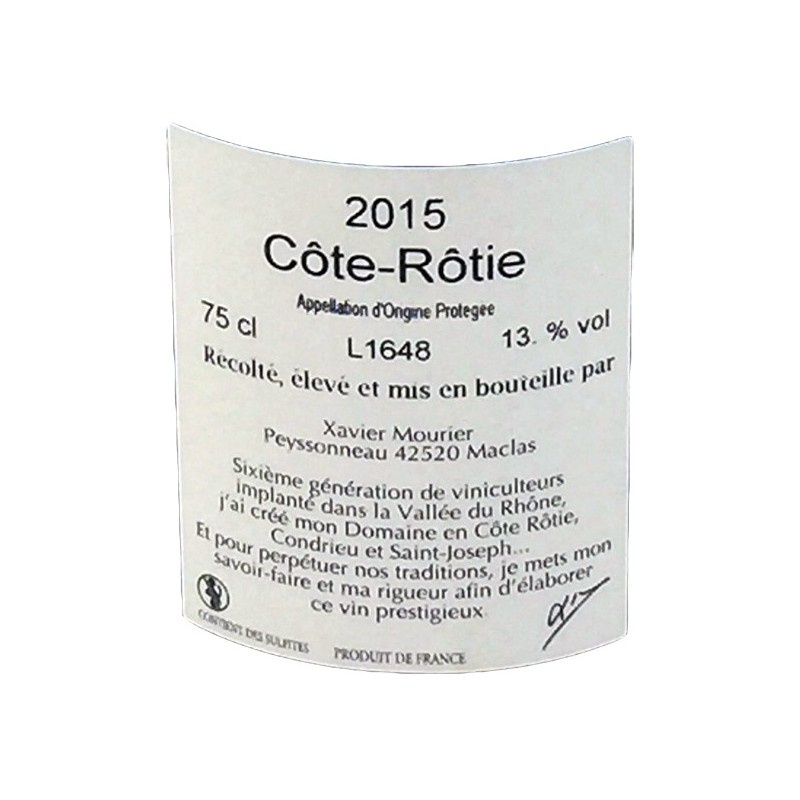 2015
Côte-Rôtie
Appellation d'Origine Protegée
75 cl
L1648
13. % vol
Récolté, élevé et mis en bouteille par
Xavier Mourier
Peyssonneau 42520 Maclas
Sixième génération de viniculteurs
implanté dans la Vallée du Rhône,
j'ai créé mon Domaine en Côte Rôtie,
Condrieu et Saint-Joseph...
Et pour perpétuer nos traditions, je mets mon
savoir-faire et ma rigueur afin d'élaborer
ce vin prestigieux.
CONTIENT DES SULFITES
PRODUIT DE FRANCE